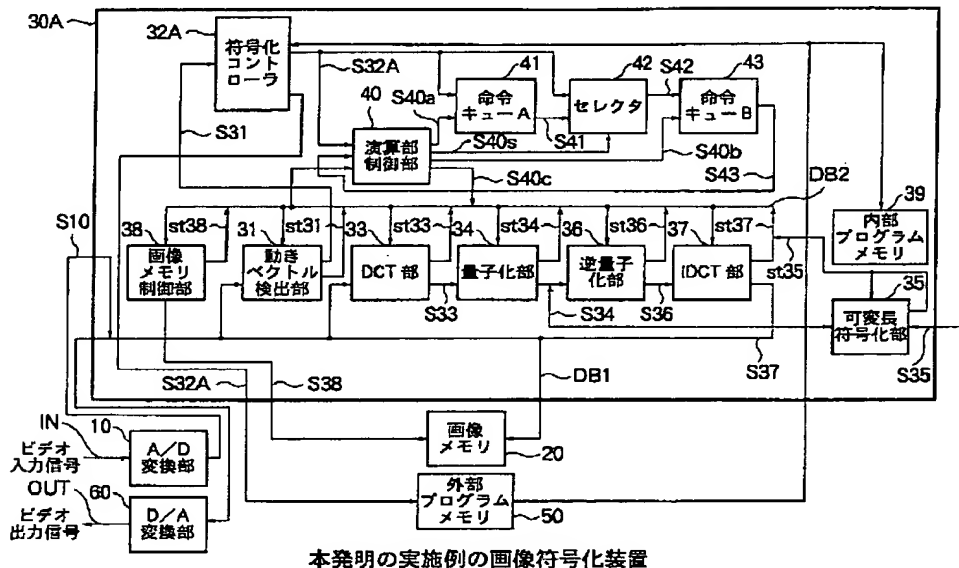 30A
32A
符号化
コント
ローラ
S32A
41
42
S42
43
S40a
命令
キューA
セレクタ
命令
キューB
S31
40
S41
演算部
制御部
S40s
S40b
S43
S40c
DB2
S10
38
st38
31
st31
33
st33
34
st34
36
st36
37
st37
39
画像
メモリ
制御部
動き
ベクトル
検出部
DCT部
量子化部
逆量子
化部
IDCT部
内部
プログラム
メモリ
st35
35
S33
S34
S36
可変長
符号化部
S37
S35
S32A
S38
DB1
IN
10
ビデオ
入力信号
A/D
変換部
画像
メモリ
20
OUT
60
ビデオ
出力信号
D/A
変換部
外部
プログラム
メモリ
50
本発明の実施例の画像符号化装置